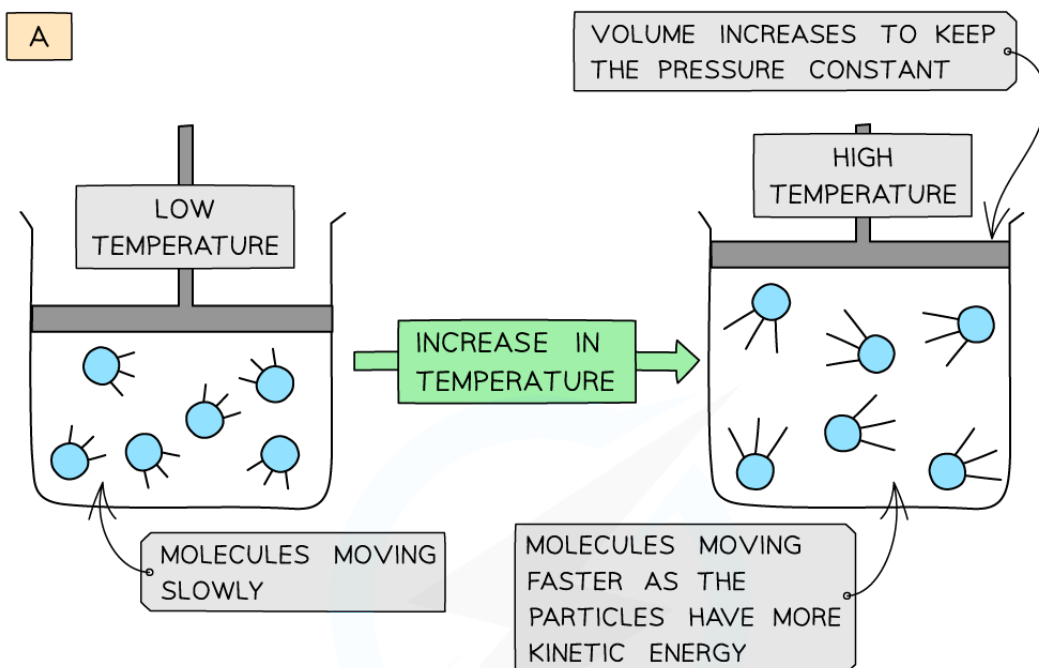 A
VOLUME INCREASES TO KEEP
THE PRESSURE CONSTANT
LOW
TEMPERATURE
HIGH
TEMPERATURE
INCREASE IN
TEMPERATURE
MOLECULES MOVING
SLOWLY
MOLECULES MOVING
FASTER AS THE
PARTICLES HAVE MORE
KINETIC ENERGY